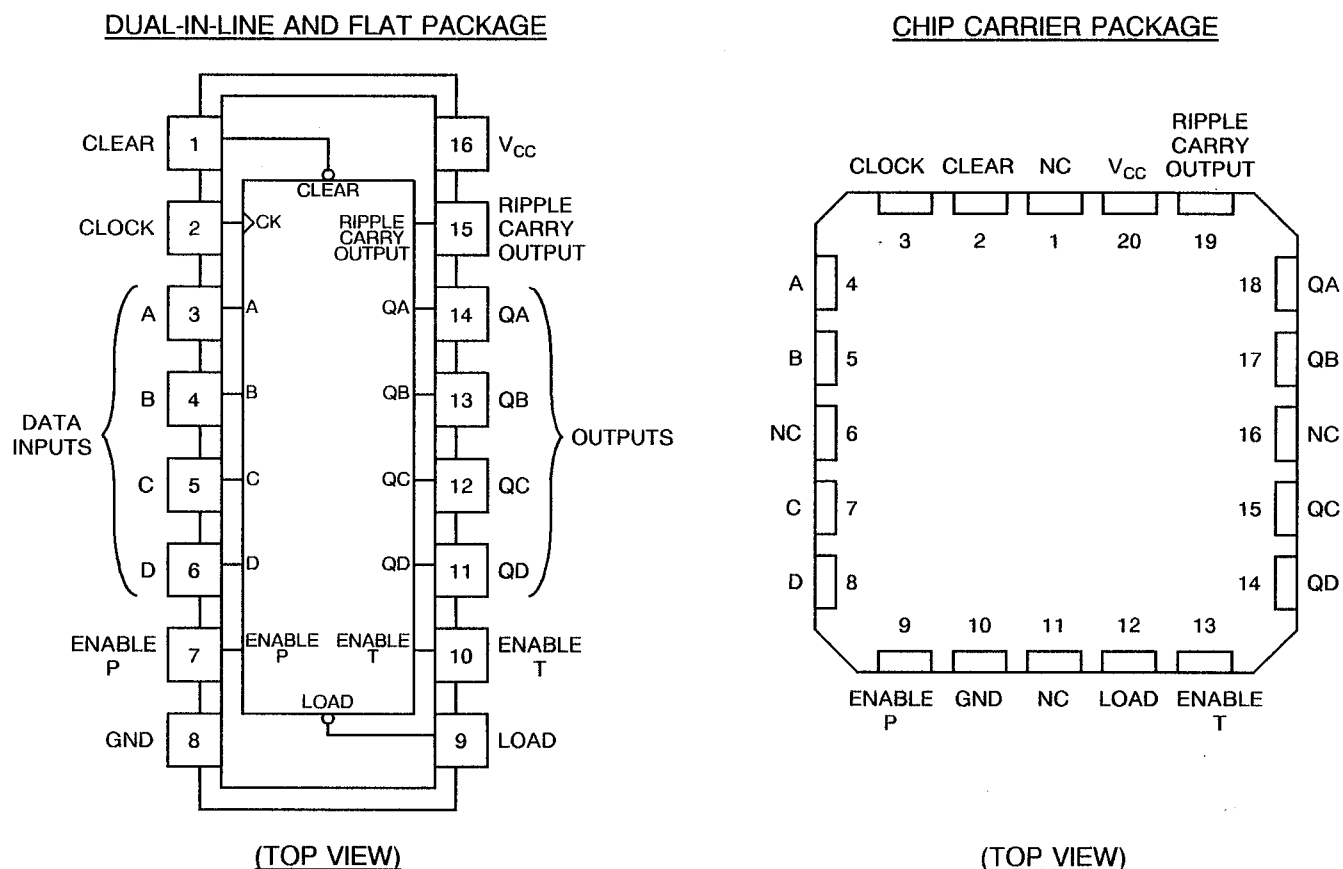 DUAL-IN-LINE AND FLAT PACKAGE
CLEAR 1
16 VCC
CLEAR
CLOCK 2
CK
RIPPLE
CARRY
OUTPUT
15
RIPPLE
CARRY
OUTPUT
A 3 A
QA 14 QA
B 4 B
QB 13 QB
DATA
INPUTS
OUTPUTS
C 5 C
QC 12 QC
D 6 D
QD 11 QD
ENABLE
P
7
ENABLE
P
ENABLE
T
10
ENABLE
T
LOAD
GND 8
9 LOAD
(TOP VIEW)
CHIP CARRIER PACKAGE
CLOCK CLEAR NC VCC
RIPPLE
CARRY
OUTPUT
3 2 1 20 19
A 4
18 QA
B 5
17 QB
NC 6
16 NC
C 7
15 QC
D 8
14 QD
9 10 11 12 13
ENABLE
P
GND NC LOAD
ENABLE
T
(TOP VIEW)